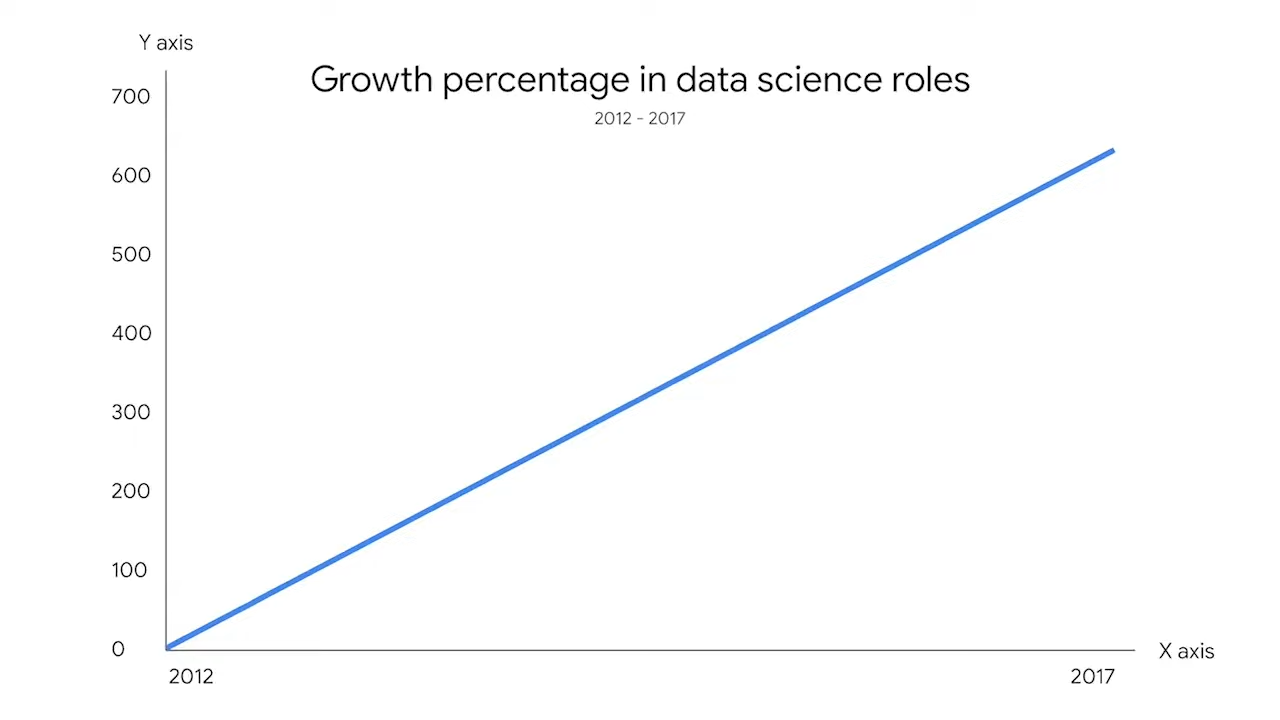 Y axis
Growth percentage in data science roles
2012 - 2017
700
600
500
400
300
200
100
0
X axis
2012
2017